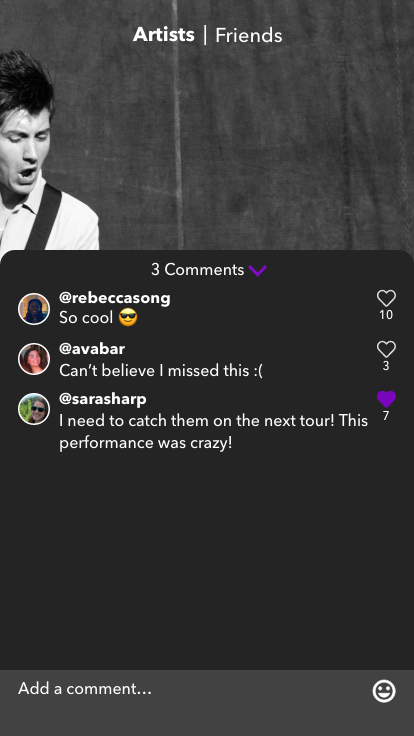 Artists | Friends
3 Comments
@rebeccasong
So cool 😎
10
@avabar
Can't believe I missed this :(
3
@sarasharp
I need to catch them on the next tour! This
performance was crazy!
7
Add a comment...